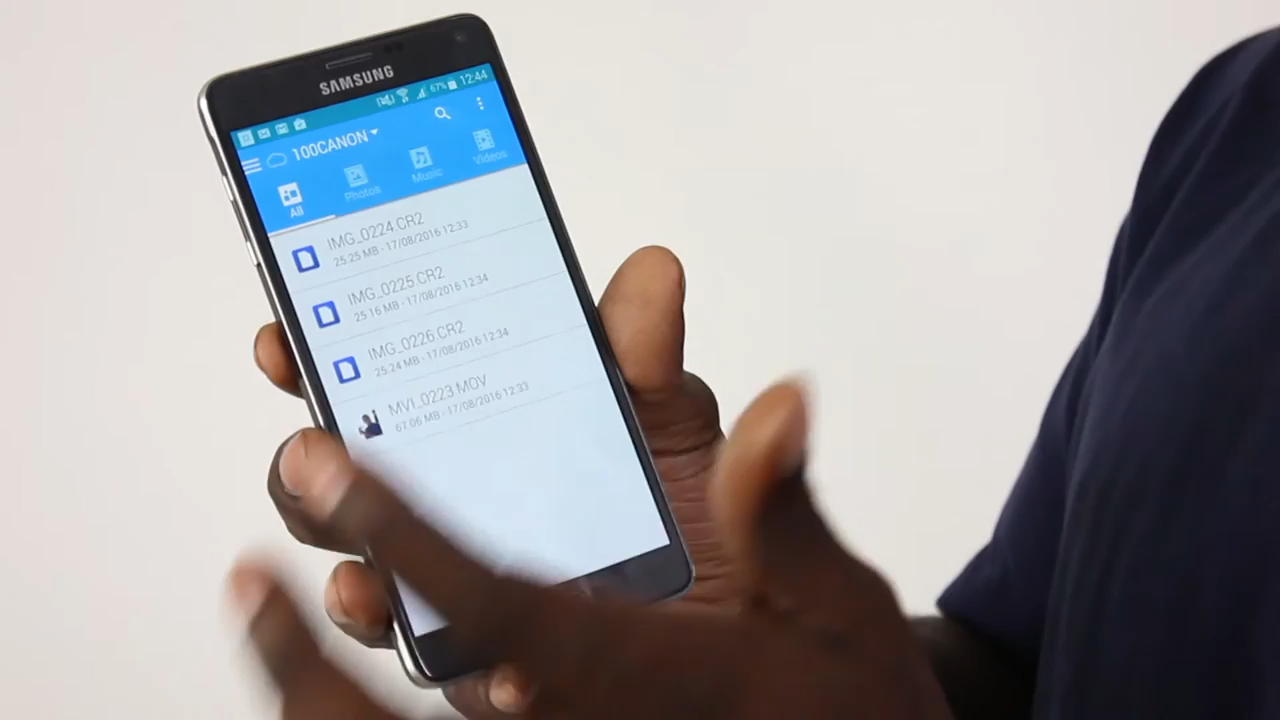 SAMSUNG
67% 12:44
100CANON
All Photos Music Videos
IMG_0224.CR2
25.25 MB - 17/08/2016 12:33
IMG_0225.CR2
25.16 MB - 17/08/2016 12:34
IMG_0226.CR2
25.24 MB - 17/08/2016 12:34
MVI_0223.MOV
67.06 MB - 17/08/2016 12:33